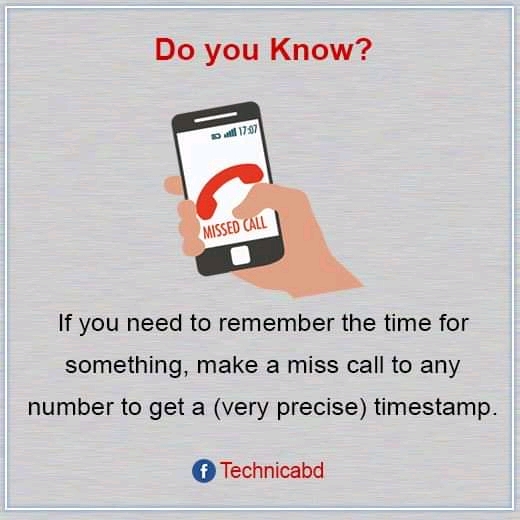 Do you Know?
17:07
MISSED CALL
If you need to remember the time for
something, make a miss call to any
number to get a (very precise) timestamp.
f Technicabd